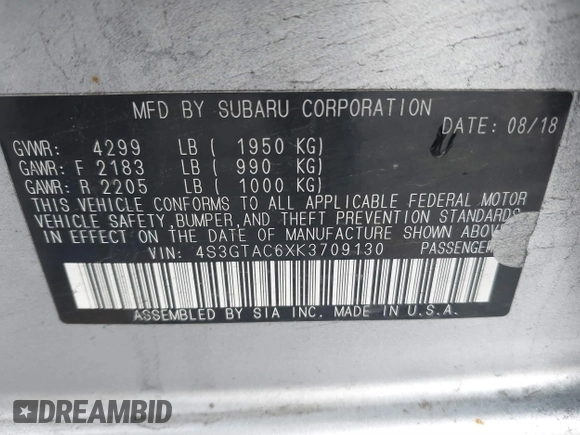 MFD BY SUBARU CORPORATION
DATE: 08/18
GVWR: 4299 LB ( 1950 KG)
GAWR: F 2183 LB ( 990 KG)
GAWR: R 2205 LB ( 1000 KG)
THIS VEHICLE CONFORMS TO ALL APPLICABLE FEDERAL MOTOR
VEHICLE SAFETY, BUMPER, AND THEFT PREVENTION STANDARDS
IN EFFECT ON THE DATE OF MANUFACTURE SHOWN ABOVE
VIN: 4S3GTAC6XK3709130 PASSENGER
ASSEMBLED BY SIA INC. MADE IN U.S.A.
DREAMBID